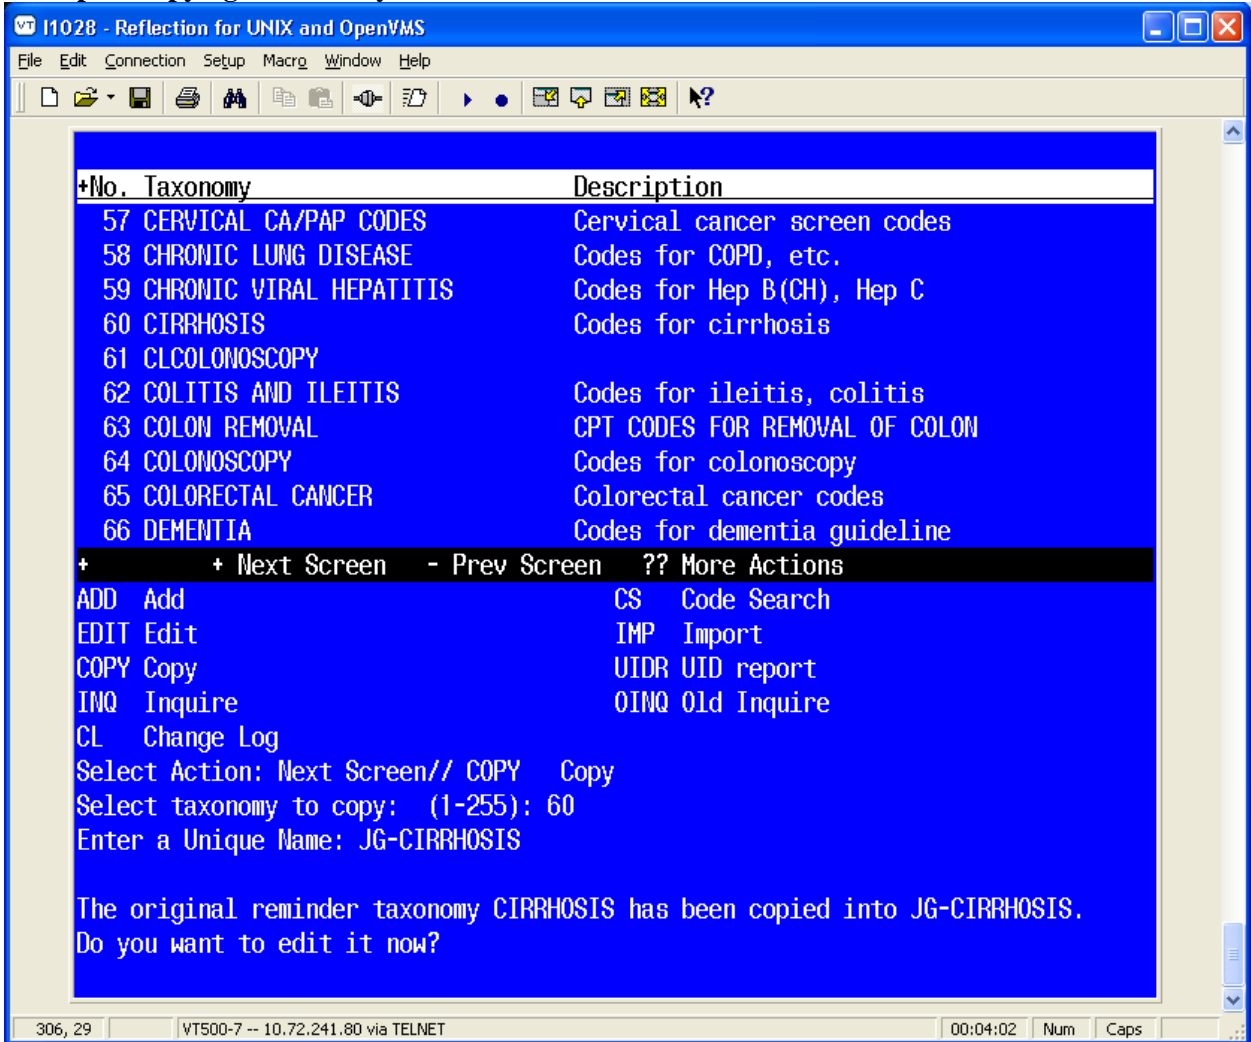 VT I1028 - Reflection for UNIX and OpenVMS
File Edit Connection Setup Macro Window Help
+No. Taxonomy Description
57 CERVICAL CA/PAP CODES Cervical cancer screen codes
58 CHRONIC LUNG DISEASE Codes for COPD, etc.
59 CHRONIC VIRAL HEPATITIS Codes for Hep B(CH), Hep C
60 CIRRHOSIS Codes for cirrhosis
61 CLCOLONOSCOPY
62 COLITIS AND ILEITIS Codes for ileitis, colitis
63 COLON REMOVAL CPT CODES FOR REMOVAL OF COLON
64 COLONOSCOPY Codes for colonoscopy
65 COLORECTAL CANCER Colorectal cancer codes
66 DEMENTIA Codes for dementia guideline
+ + Next Screen - Prev Screen ?? More Actions
ADD Add CS Code Search
EDIT Edit IMP Import
COPY Copy UIDR UID report
INQ Inquire OINQ Old Inquire
CL Change Log
Select Action: Next Screen// COPY Copy
Select taxonomy to copy: (1-255): 60
Enter a Unique Name: JG-CIRRHOSIS
The original reminder taxonomy CIRRHOSIS has been copied into JG-CIRRHOSIS.
Do you want to edit it now?
306, 29 VT500-7 -- 10.72.241.80 via TELNET 00:04:02 Num Caps